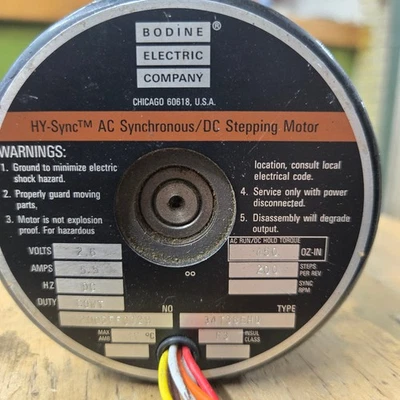 BODINE ®
ELECTRIC
COMPANY
CHICAGO 60618, U.S.A.
HY-Sync™ AC Synchronous/DC Stepping Motor
WARNINGS:
1. Ground to minimize electric
shock hazard.
2. Properly guard moving
parts,
3. Motor is not explosion
proof. For hazardous
location, consult local
electrical code.
4. Service only with power
disconnected.
5. Disassembly will degrade
output.
VOLTS
AMPS
HZ
DUTY
AC RUN/DC HOLD TORQUE
OZ-IN
STEPS
PER REV.
SYNC
RPM
NO
TYPE
MAX
AMB
°C
INSUL
CLASS